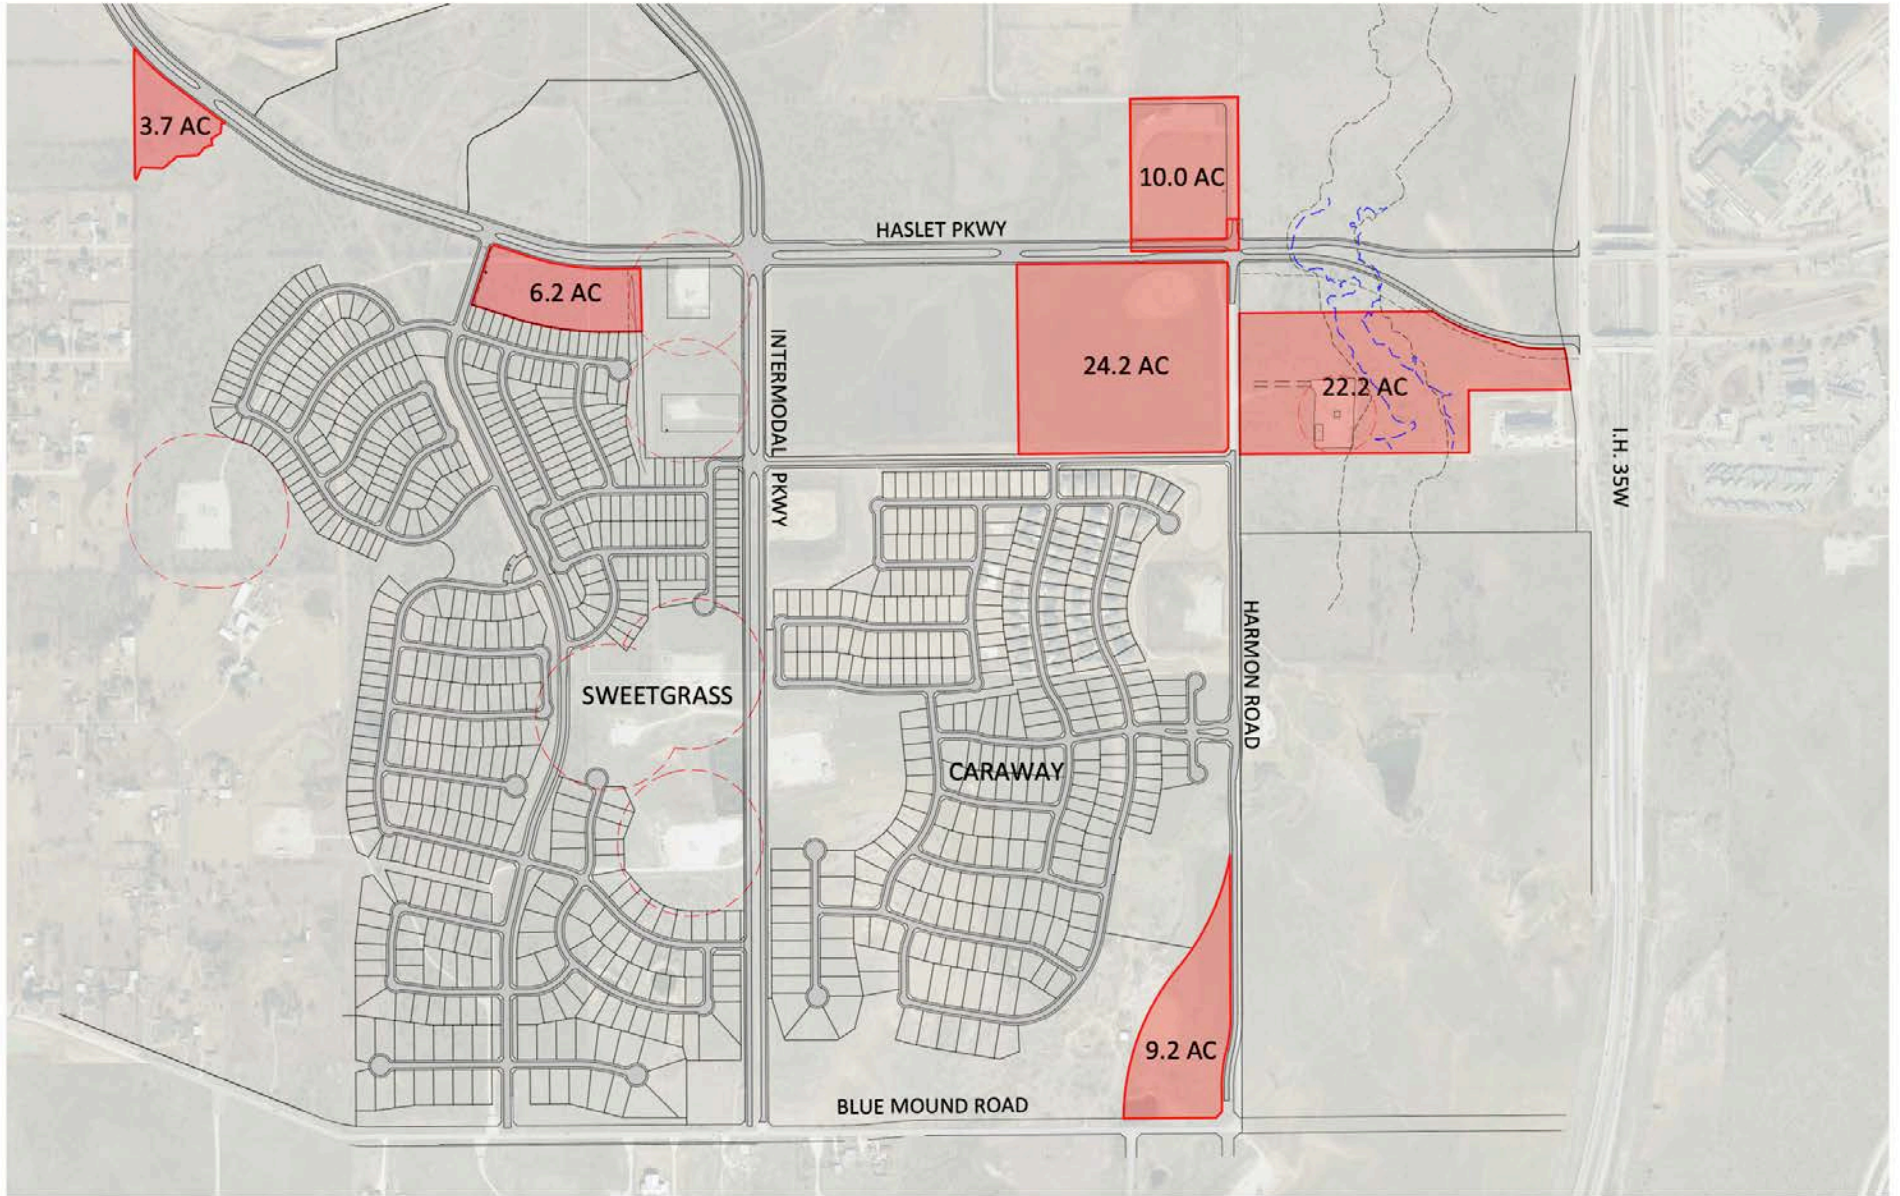 3.7 AC
10.0 AC
HASLET PKWY
6.2 AC
24.2 AC
22.2 AC
INTERMODAL PKWY
I.H. 35W
HARMON ROAD
SWEETGRASS
CARAWAY
9.2 AC
BLUE MOUND ROAD